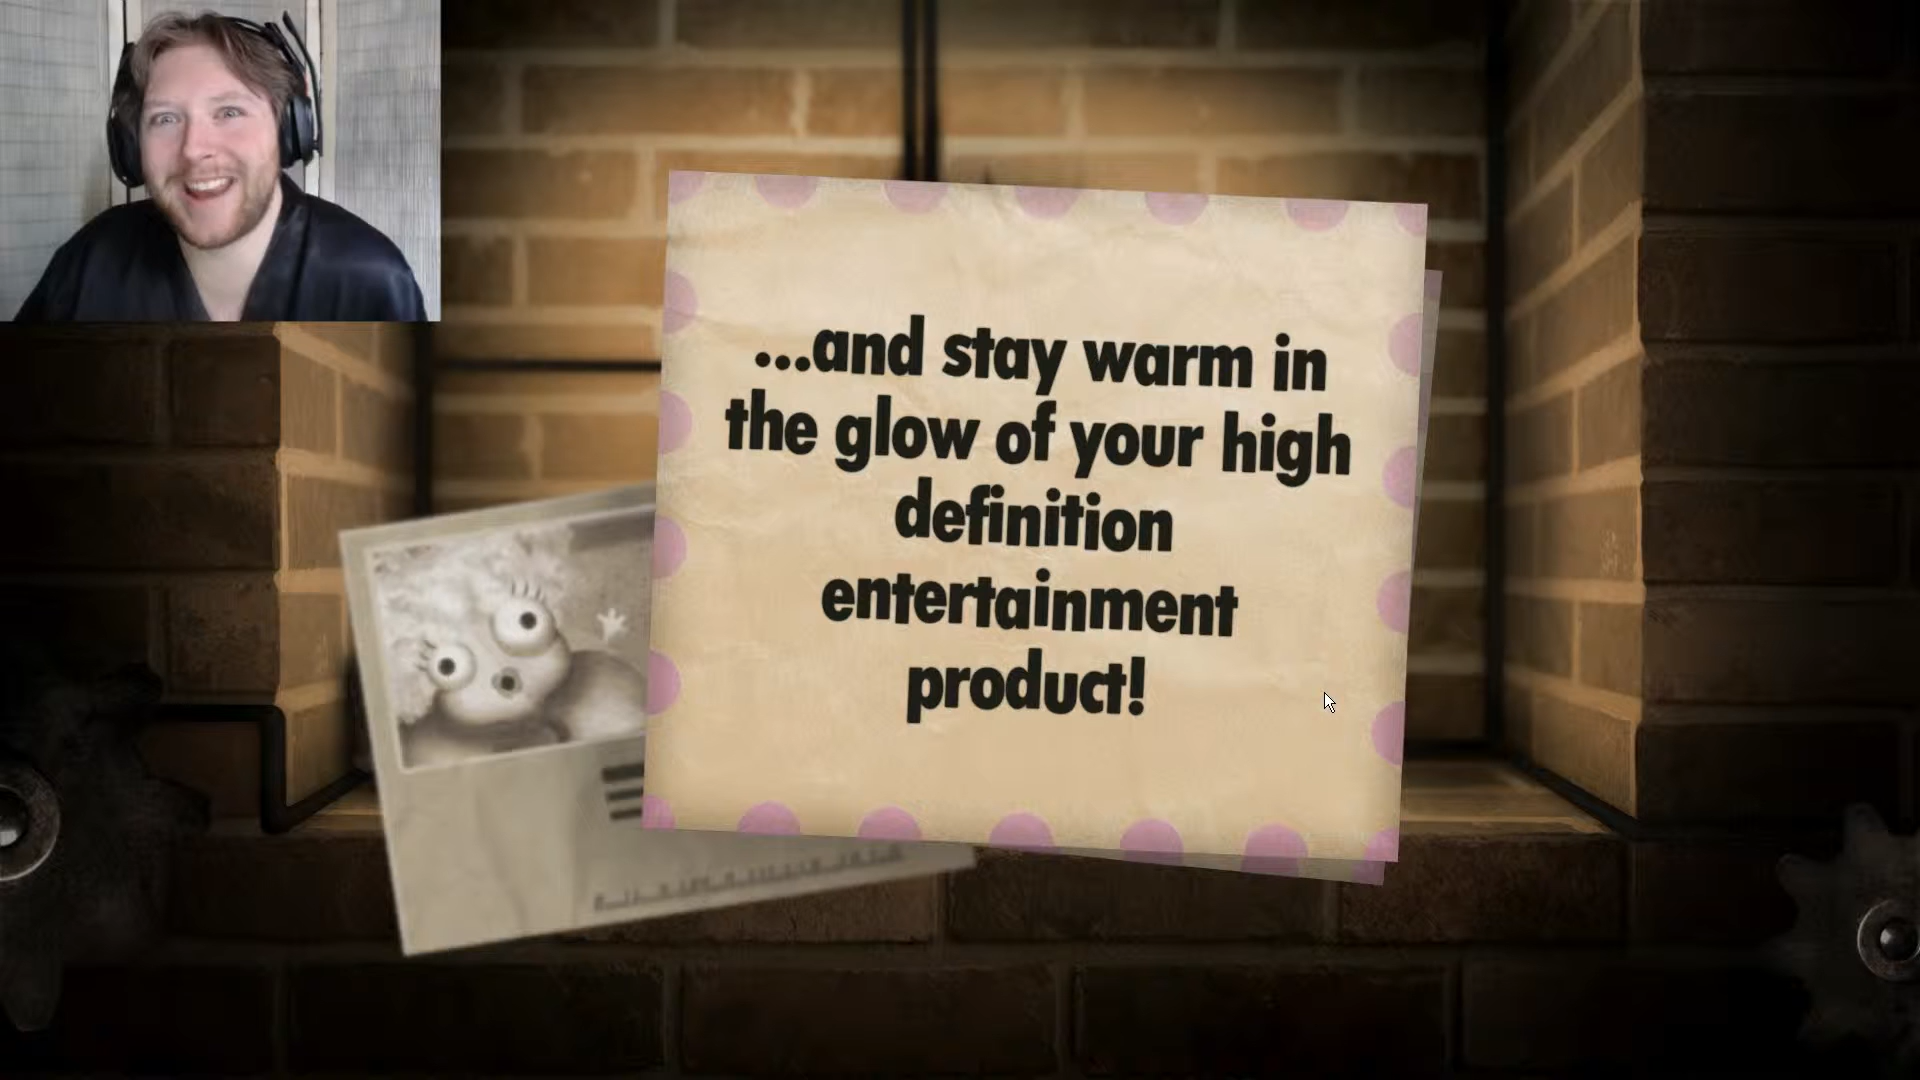 ...and stay warm in
the glow of your high
definition
entertainment
product!